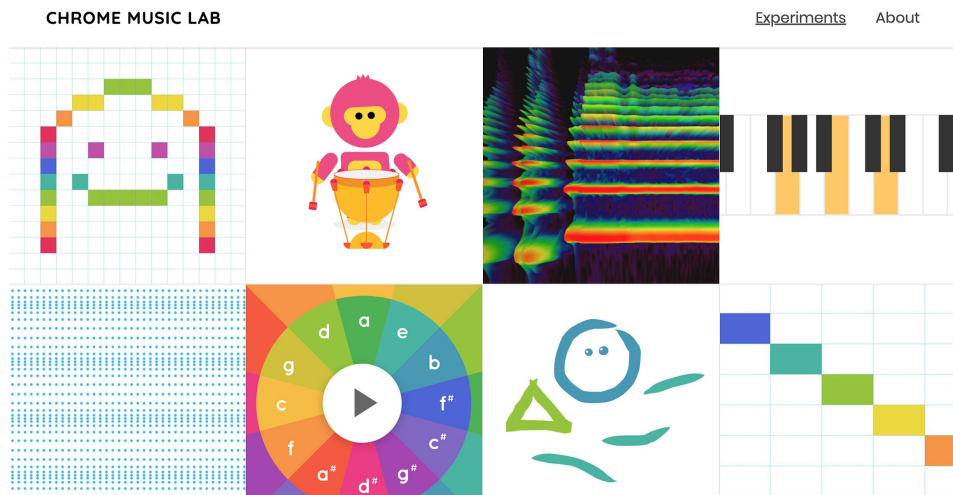 CHROME MUSIC LAB
Experiments
About
a
e
b
f#
c#
g#
d#
a#
f
c
g
d